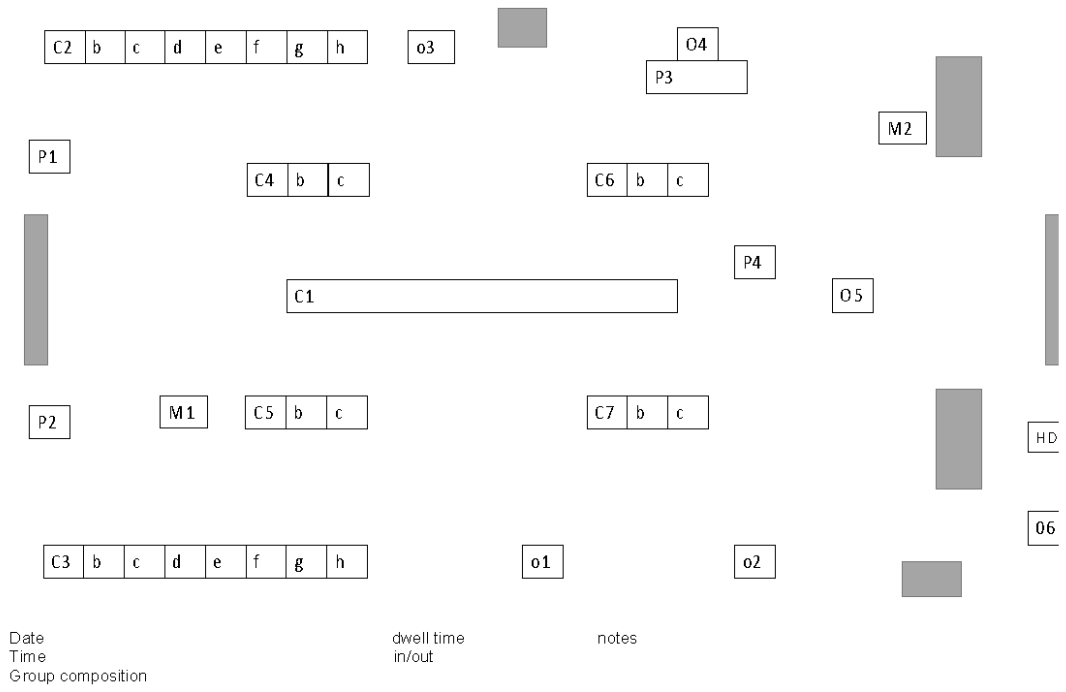 C2 b c d e f g h o3 O4
P3
M2
P1
C4 b c C6 b c
P4
C1 O5
P2 M1 C5 b c C7 b c
HD
06
C3 b c d e f g h o1 o2
Date dwell time notes
Time in/out
Group composition